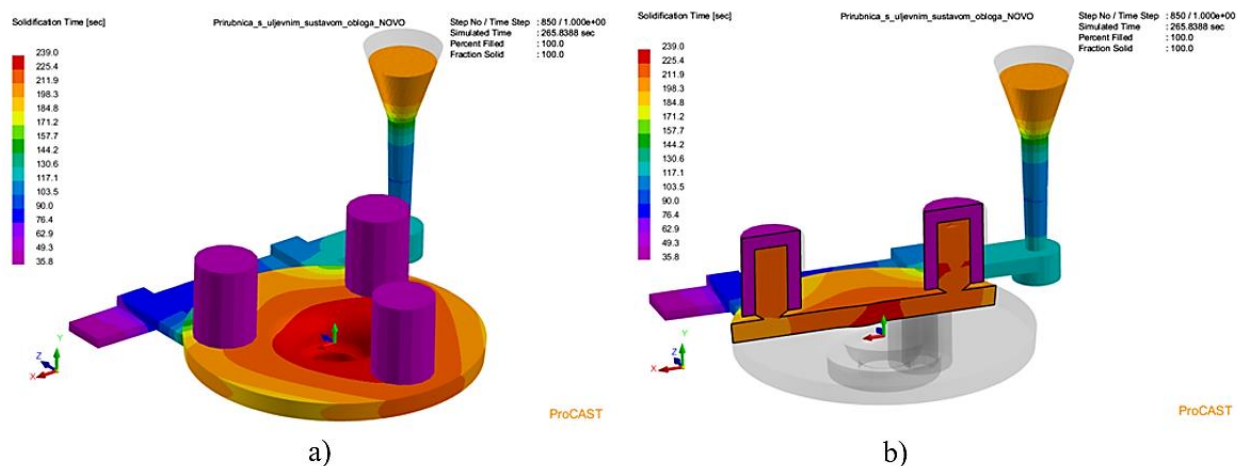 Solidification Time [sec]
Prirubnica_s_uljevnim_sustavom_obloga_NOVO
Step No / Time Step : 850 / 1.000e+00
Simulated Time : 265.8388 sec
Percent Filled : 100.0
Fraction Solid : 100.0
239.0
225.4
211.9
198.3
184.8
171.2
157.7
144.2
130.6
117.1
103.5
90.0
76.4
62.9
49.3
35.8
Y
Z
X
ProCAST
a)
Solidification Time [sec]
Prirubnica_s_uljevnim_sustavom_obloga_NOVO
Step No / Time Step : 850 / 1.000e+00
Simulated Time : 265.8388 sec
Percent Filled : 100.0
Fraction Solid : 100.0
239.0
225.4
211.9
198.3
184.8
171.2
157.7
144.2
130.6
117.1
103.5
90.0
76.4
62.9
49.3
35.8
Y
Z
X
ProCAST
b)